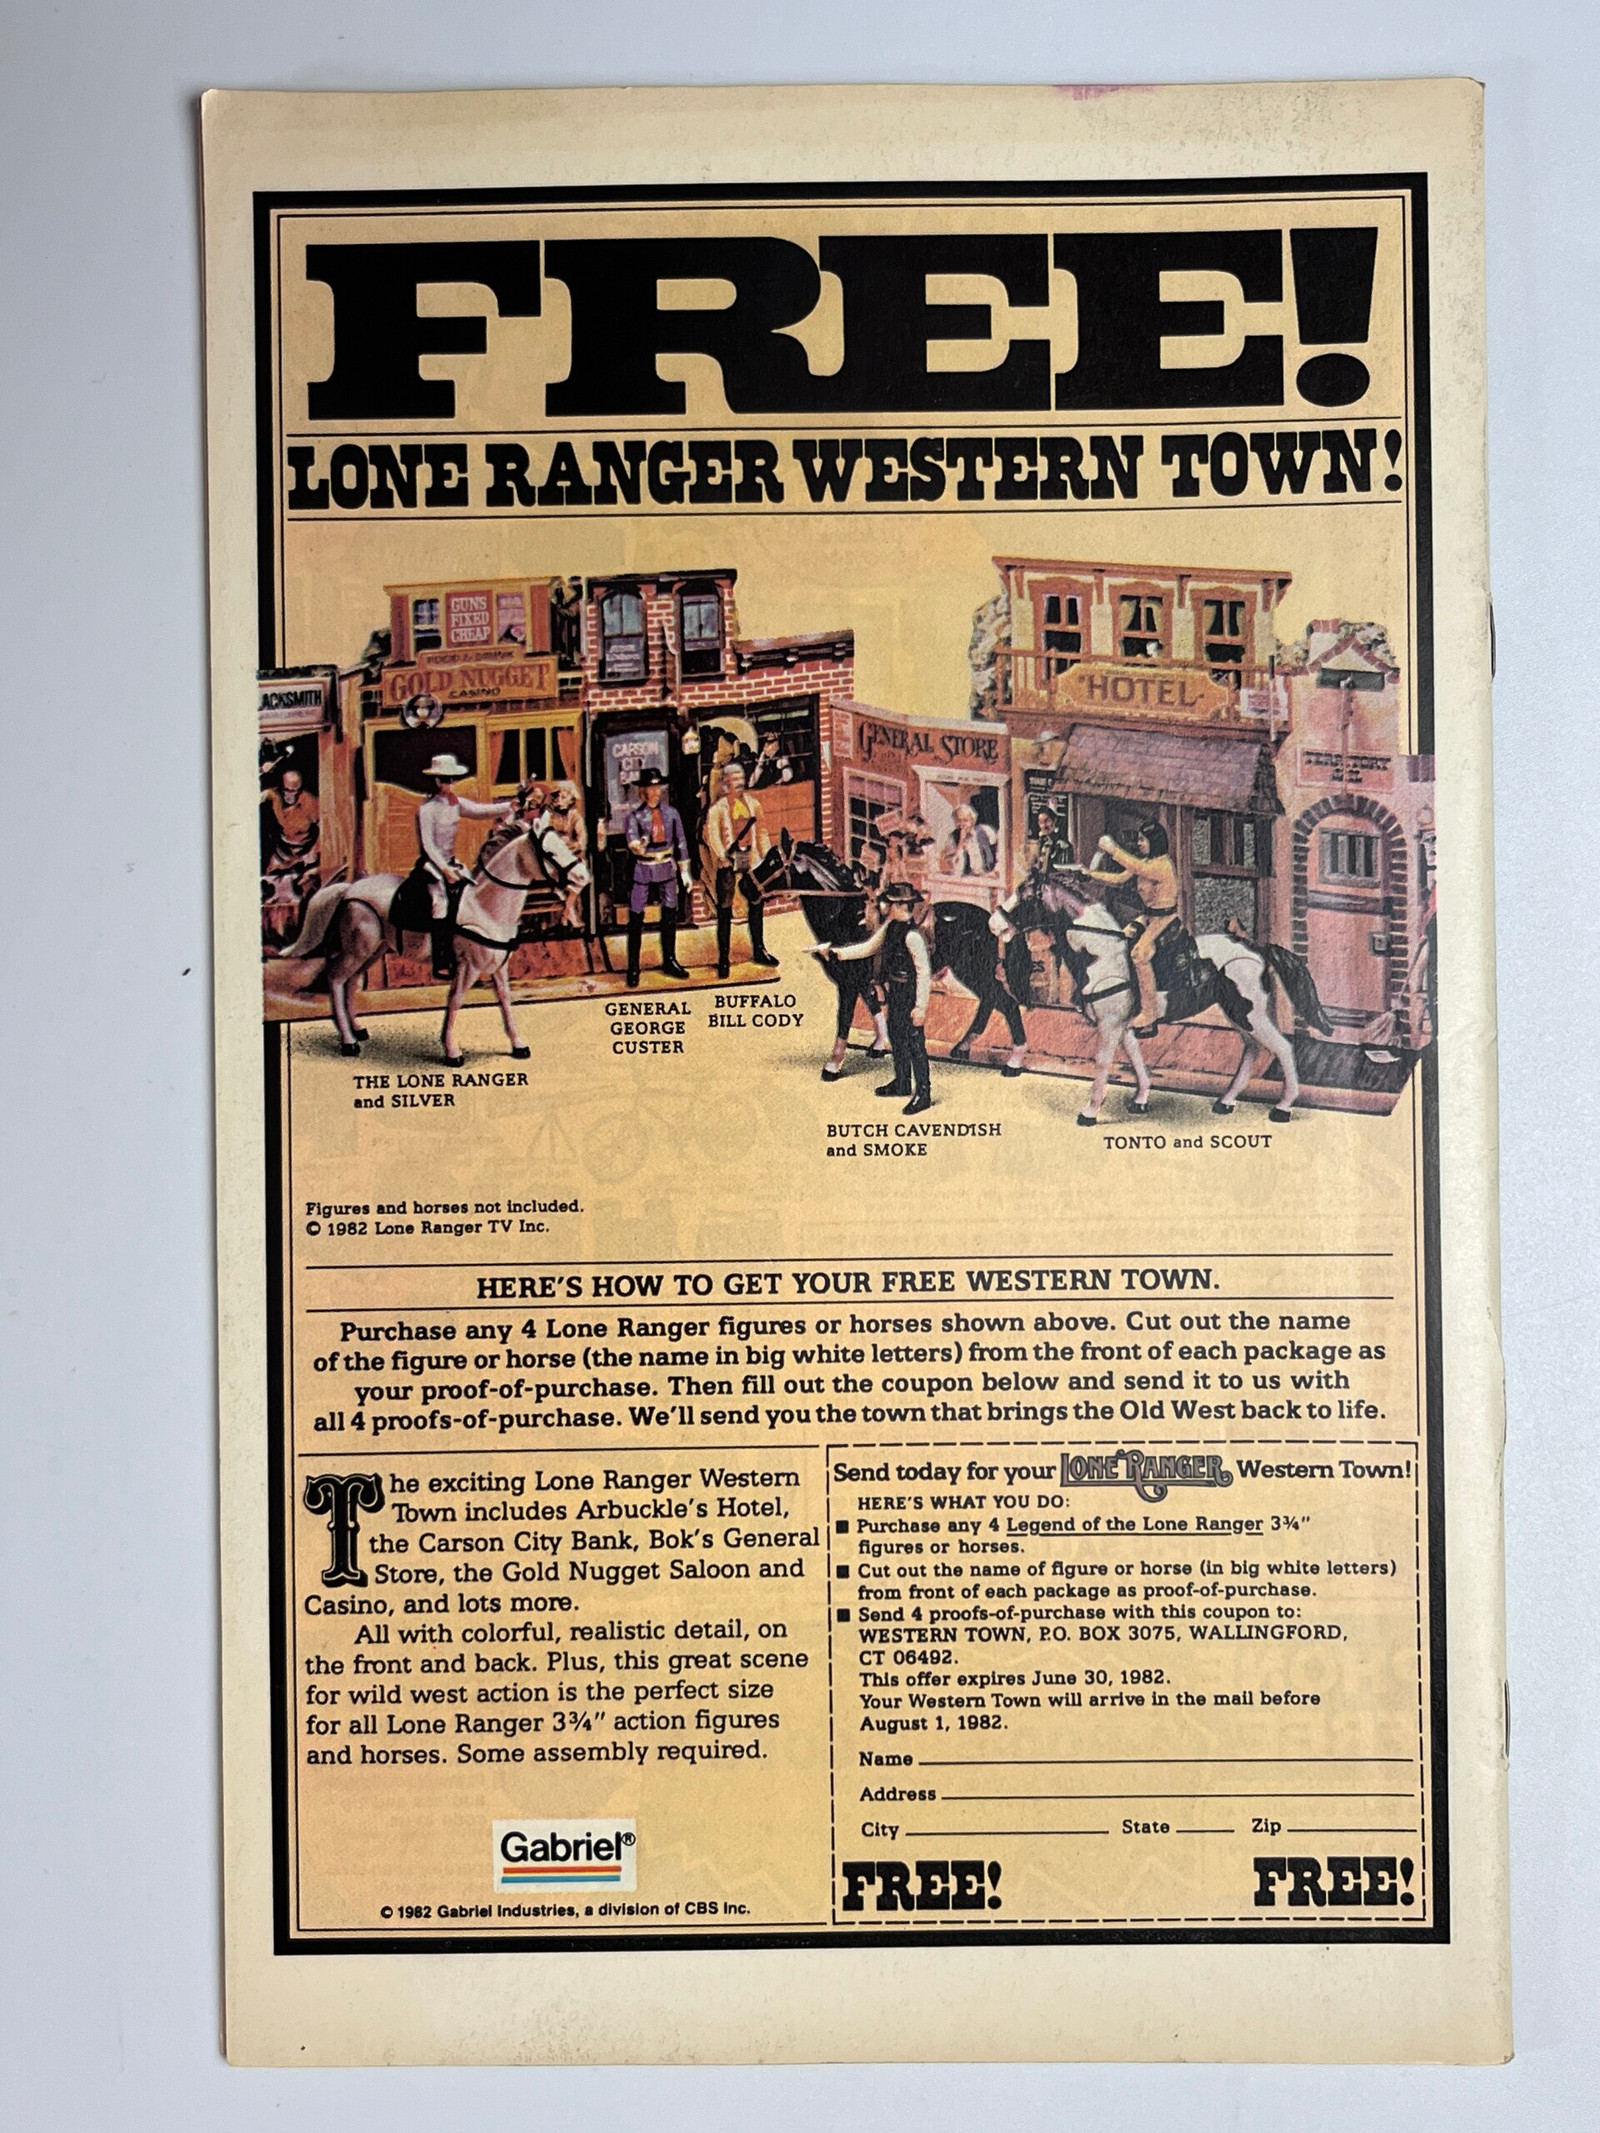 FREE!
LONE RANGER WESTERN TOWN!
GUNS
FIXED
CHEAP
FOOD & DRINK
GOLD NUGGET
CASINO
ACKSMITH
CARSON
CITY
HOTEL
GENERAL STORE
TERRITORY
THE LONE RANGER
and SILVER
GENERAL
GEORGE
CUSTER
BUFFALO
BILL CODY
BUTCH CAVENDISH
and SMOKE
TONTO and SCOUT
Figures and horses not included.
© 1982 Lone Ranger TV Inc.
HERE'S HOW TO GET YOUR FREE WESTERN TOWN.
Purchase any 4 Lone Ranger figures or horses shown above. Cut out the name
of the figure or horse (the name in big white letters) from the front of each package as
your proof-of-purchase. Then fill out the coupon below and send it to us with
all 4 proofs-of-purchase. We'll send you the town that brings the Old West back to life.
The exciting Lone Ranger Western
Town includes Arbuckle's Hotel,
the Carson City Bank, Bok's General
Store, the Gold Nugget Saloon and
Casino, and lots more.
All with colorful, realistic detail, on
the front and back. Plus, this great scene
for wild west action is the perfect size
for all Lone Ranger 3¾" action figures
and horses. Some assembly required.
Gabriel®
© 1982 Gabriel Industries, a division of CBS Inc.
Send today for your LONE RANGER Western Town!
HERE'S WHAT YOU DO:
■ Purchase any 4 Legend of the Lone Ranger 3¾"
figures or horses.
■ Cut out the name of figure or horse (in big white letters)
from front of each package as proof-of-purchase.
■ Send 4 proofs-of-purchase with this coupon to:
WESTERN TOWN, P.O. BOX 3075, WALLINGFORD,
CT 06492.
This offer expires June 30, 1982.
Your Western Town will arrive in the mail before
August 1, 1982.
Name
Address
City State Zip
FREE! FREE!